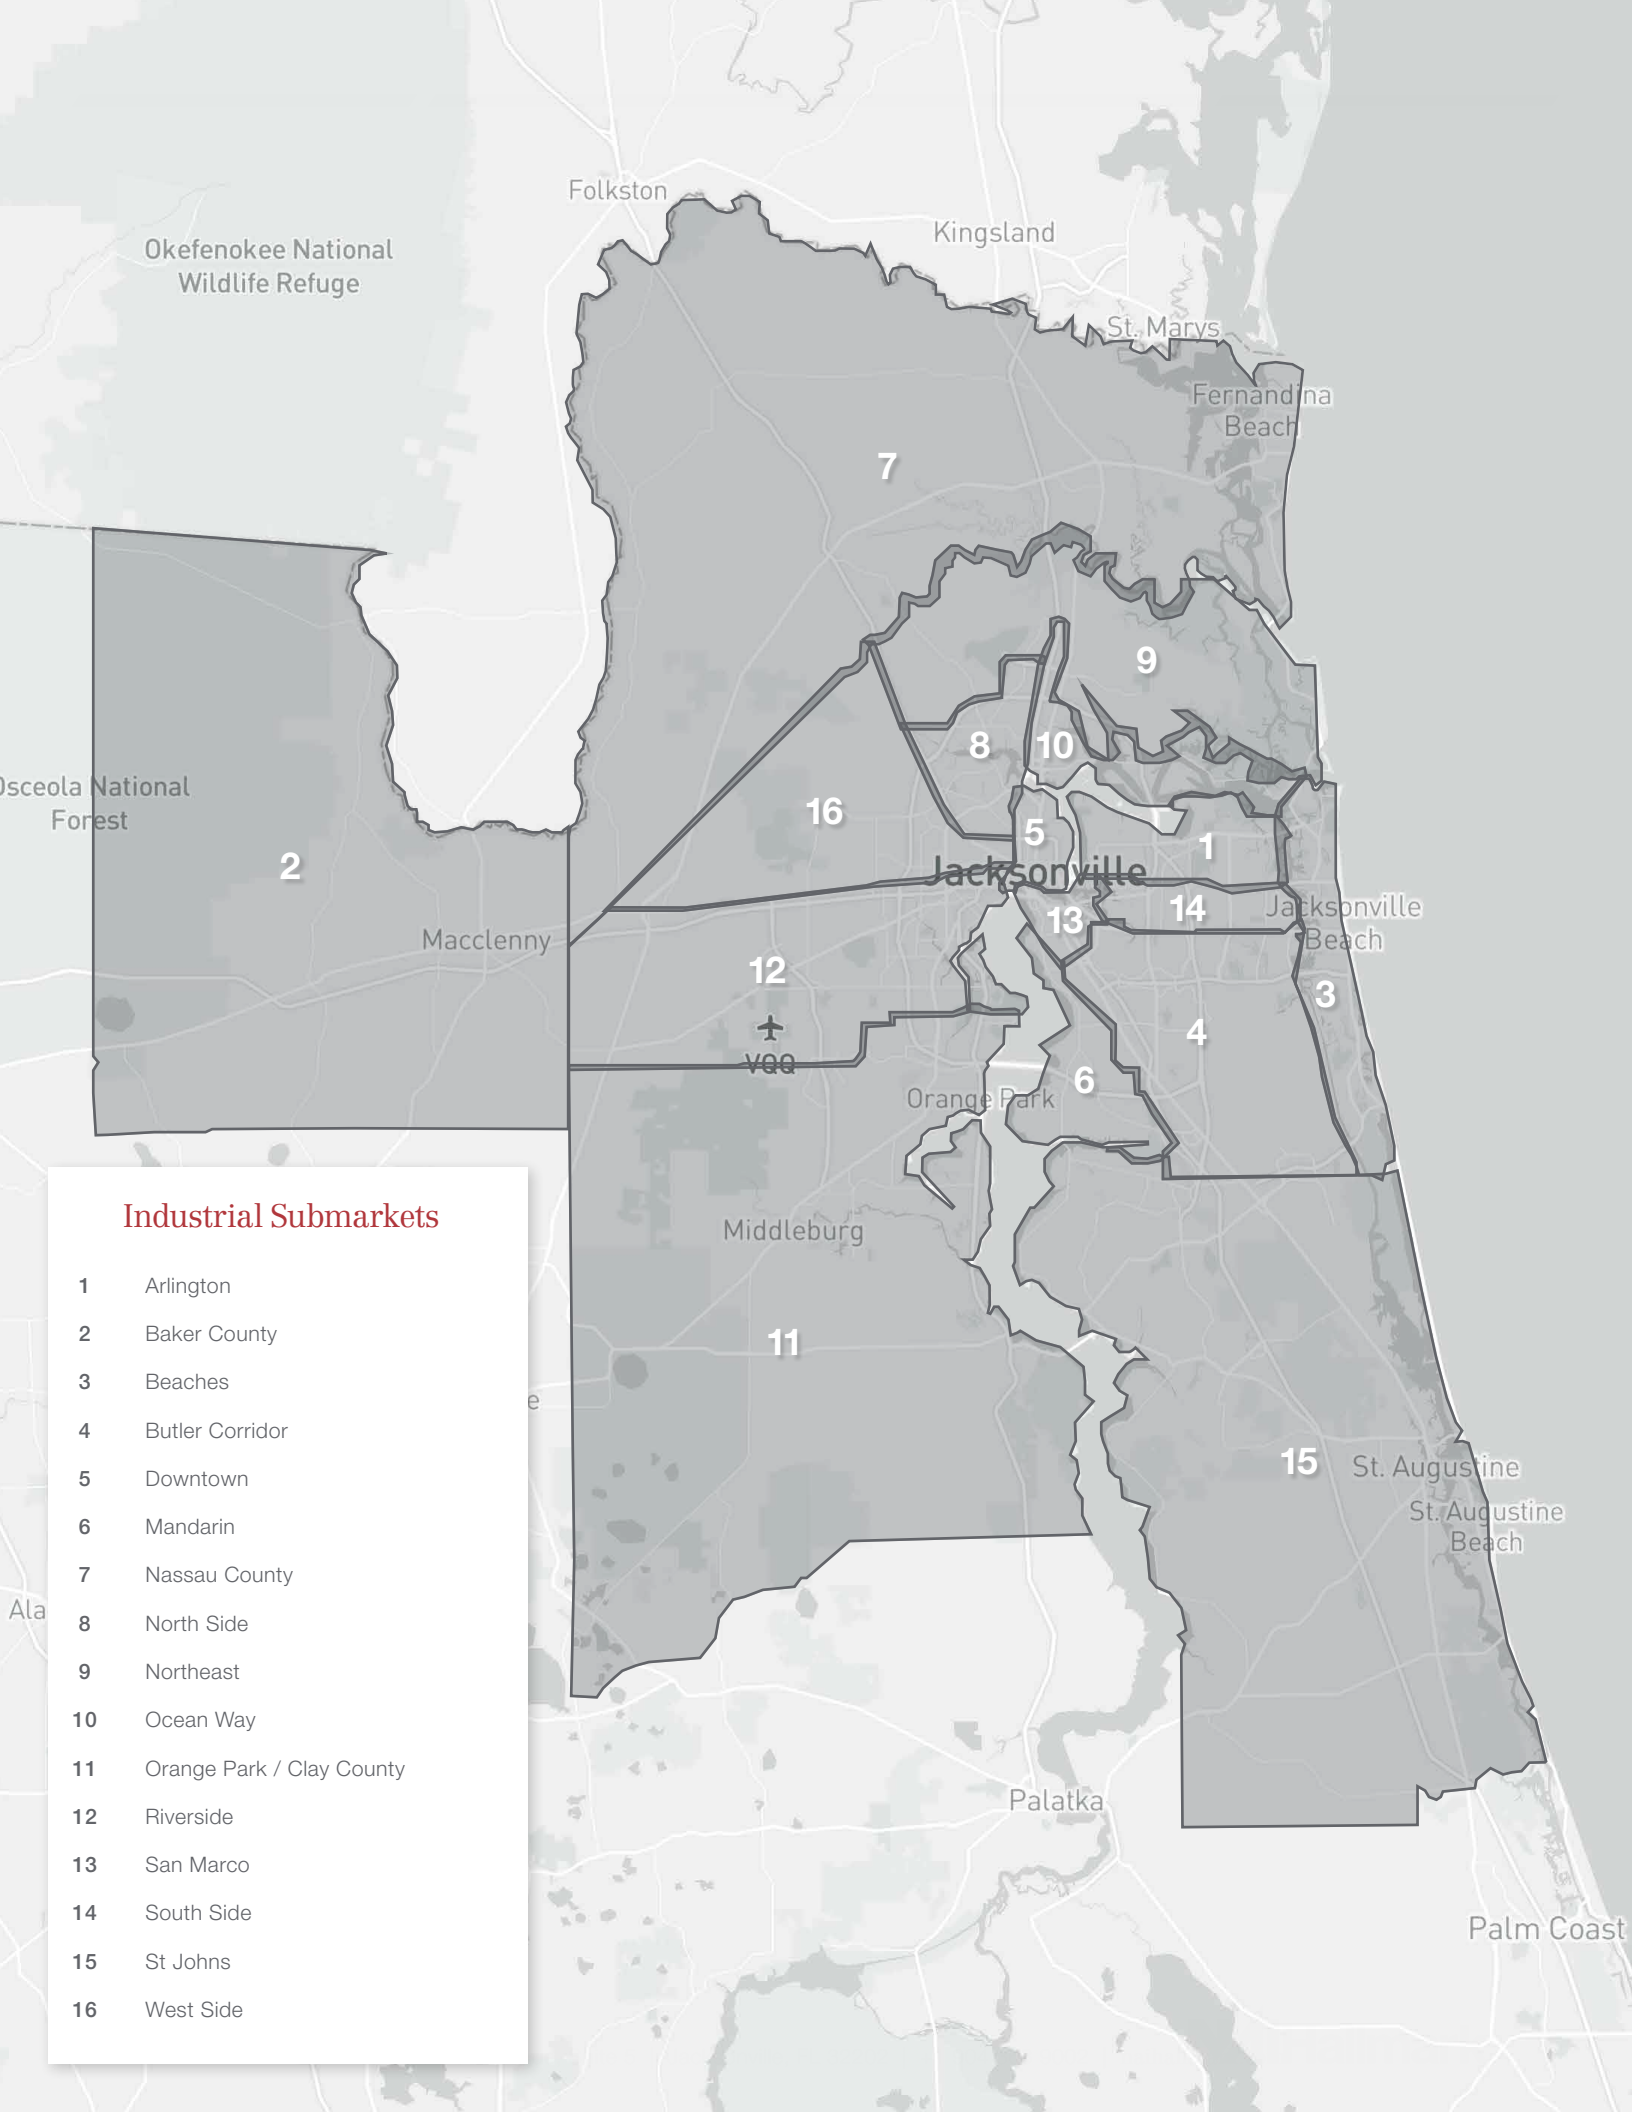 Folkston
Kingsland
Okefenokee National
Wildlife Refuge
St. Marys
Fernandina
Beach
7
9
8
10
Osceola National
Forest
16
5
1
2
Jacksonville
14
Jacksonville
Beach
13
Macclenny
12
3
4
VQQ
6
Orange Park
Middleburg
11
e
15
St. Augustine
St. Augustine
Beach
Ala
Palatka
Palm Coast
Industrial Submarkets
1 Arlington
2 Baker County
3 Beaches
4 Butler Corridor
5 Downtown
6 Mandarin
7 Nassau County
8 North Side
9 Northeast
10 Ocean Way
11 Orange Park / Clay County
12 Riverside
13 San Marco
14 South Side
15 St Johns
16 West Side